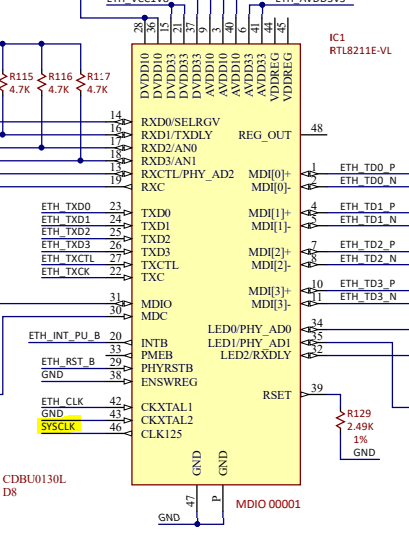 ETH_VCC1V0
ETH_AVDD3V3
28
36
15
21
37
9
3
40
6
41
44
45
IC1
RTL8211E-VL
DVDD10
DVDD10
DVDD33
DVDD33
DVDD33
AVDD10
AVDD10
AVDD10
AVDD33
AVDD33
VDDREG
VDDREG
R115
4.7K
R116
4.7K
R117
4.7K
14 RXD0/SELRGV
16 RXD1/TXDLY
17 RXD2/AN0
18 RXD3/AN1
13 RXCTL/PHY_AD2
19 RXC
REG_OUT 48
MDI[0]+ 1 ETH_TD0_P
MDI[0]- 2 ETH_TD0_N
ETH_TXD0 23 TXD0
ETH_TXD1 24 TXD1
ETH_TXD2 25 TXD2
ETH_TXD3 26 TXD3
ETH_TXCTL 27 TXCTL
ETH_TXCK 22 TXC
MDI[1]+ 4 ETH_TD1_P
MDI[1]- 5 ETH_TD1_N
MDI[2]+ 7 ETH_TD2_P
MDI[2]- 8 ETH_TD2_N
MDI[3]+ 10 ETH_TD3_P
MDI[3]- 11 ETH_TD3_N
31 MDIO
30 MDC
LED0/PHY_AD0 34
LED1/PHY_AD1 35
LED2/RXDLY 32
ETH_INT_PU_B 20 INTB
33 PMEB
ETH_RST_B 29 PHYRSTB
GND 38 ENSWREG
RSET 39
ETH_CLK 42 CKXTAL1
GND 43 CKXTAL2
SYSCLK 46 CLK125
R129
2.49K
1%
GND
GND
GND
CDBU0130L
D8
47
P
MDIO 00001
GND